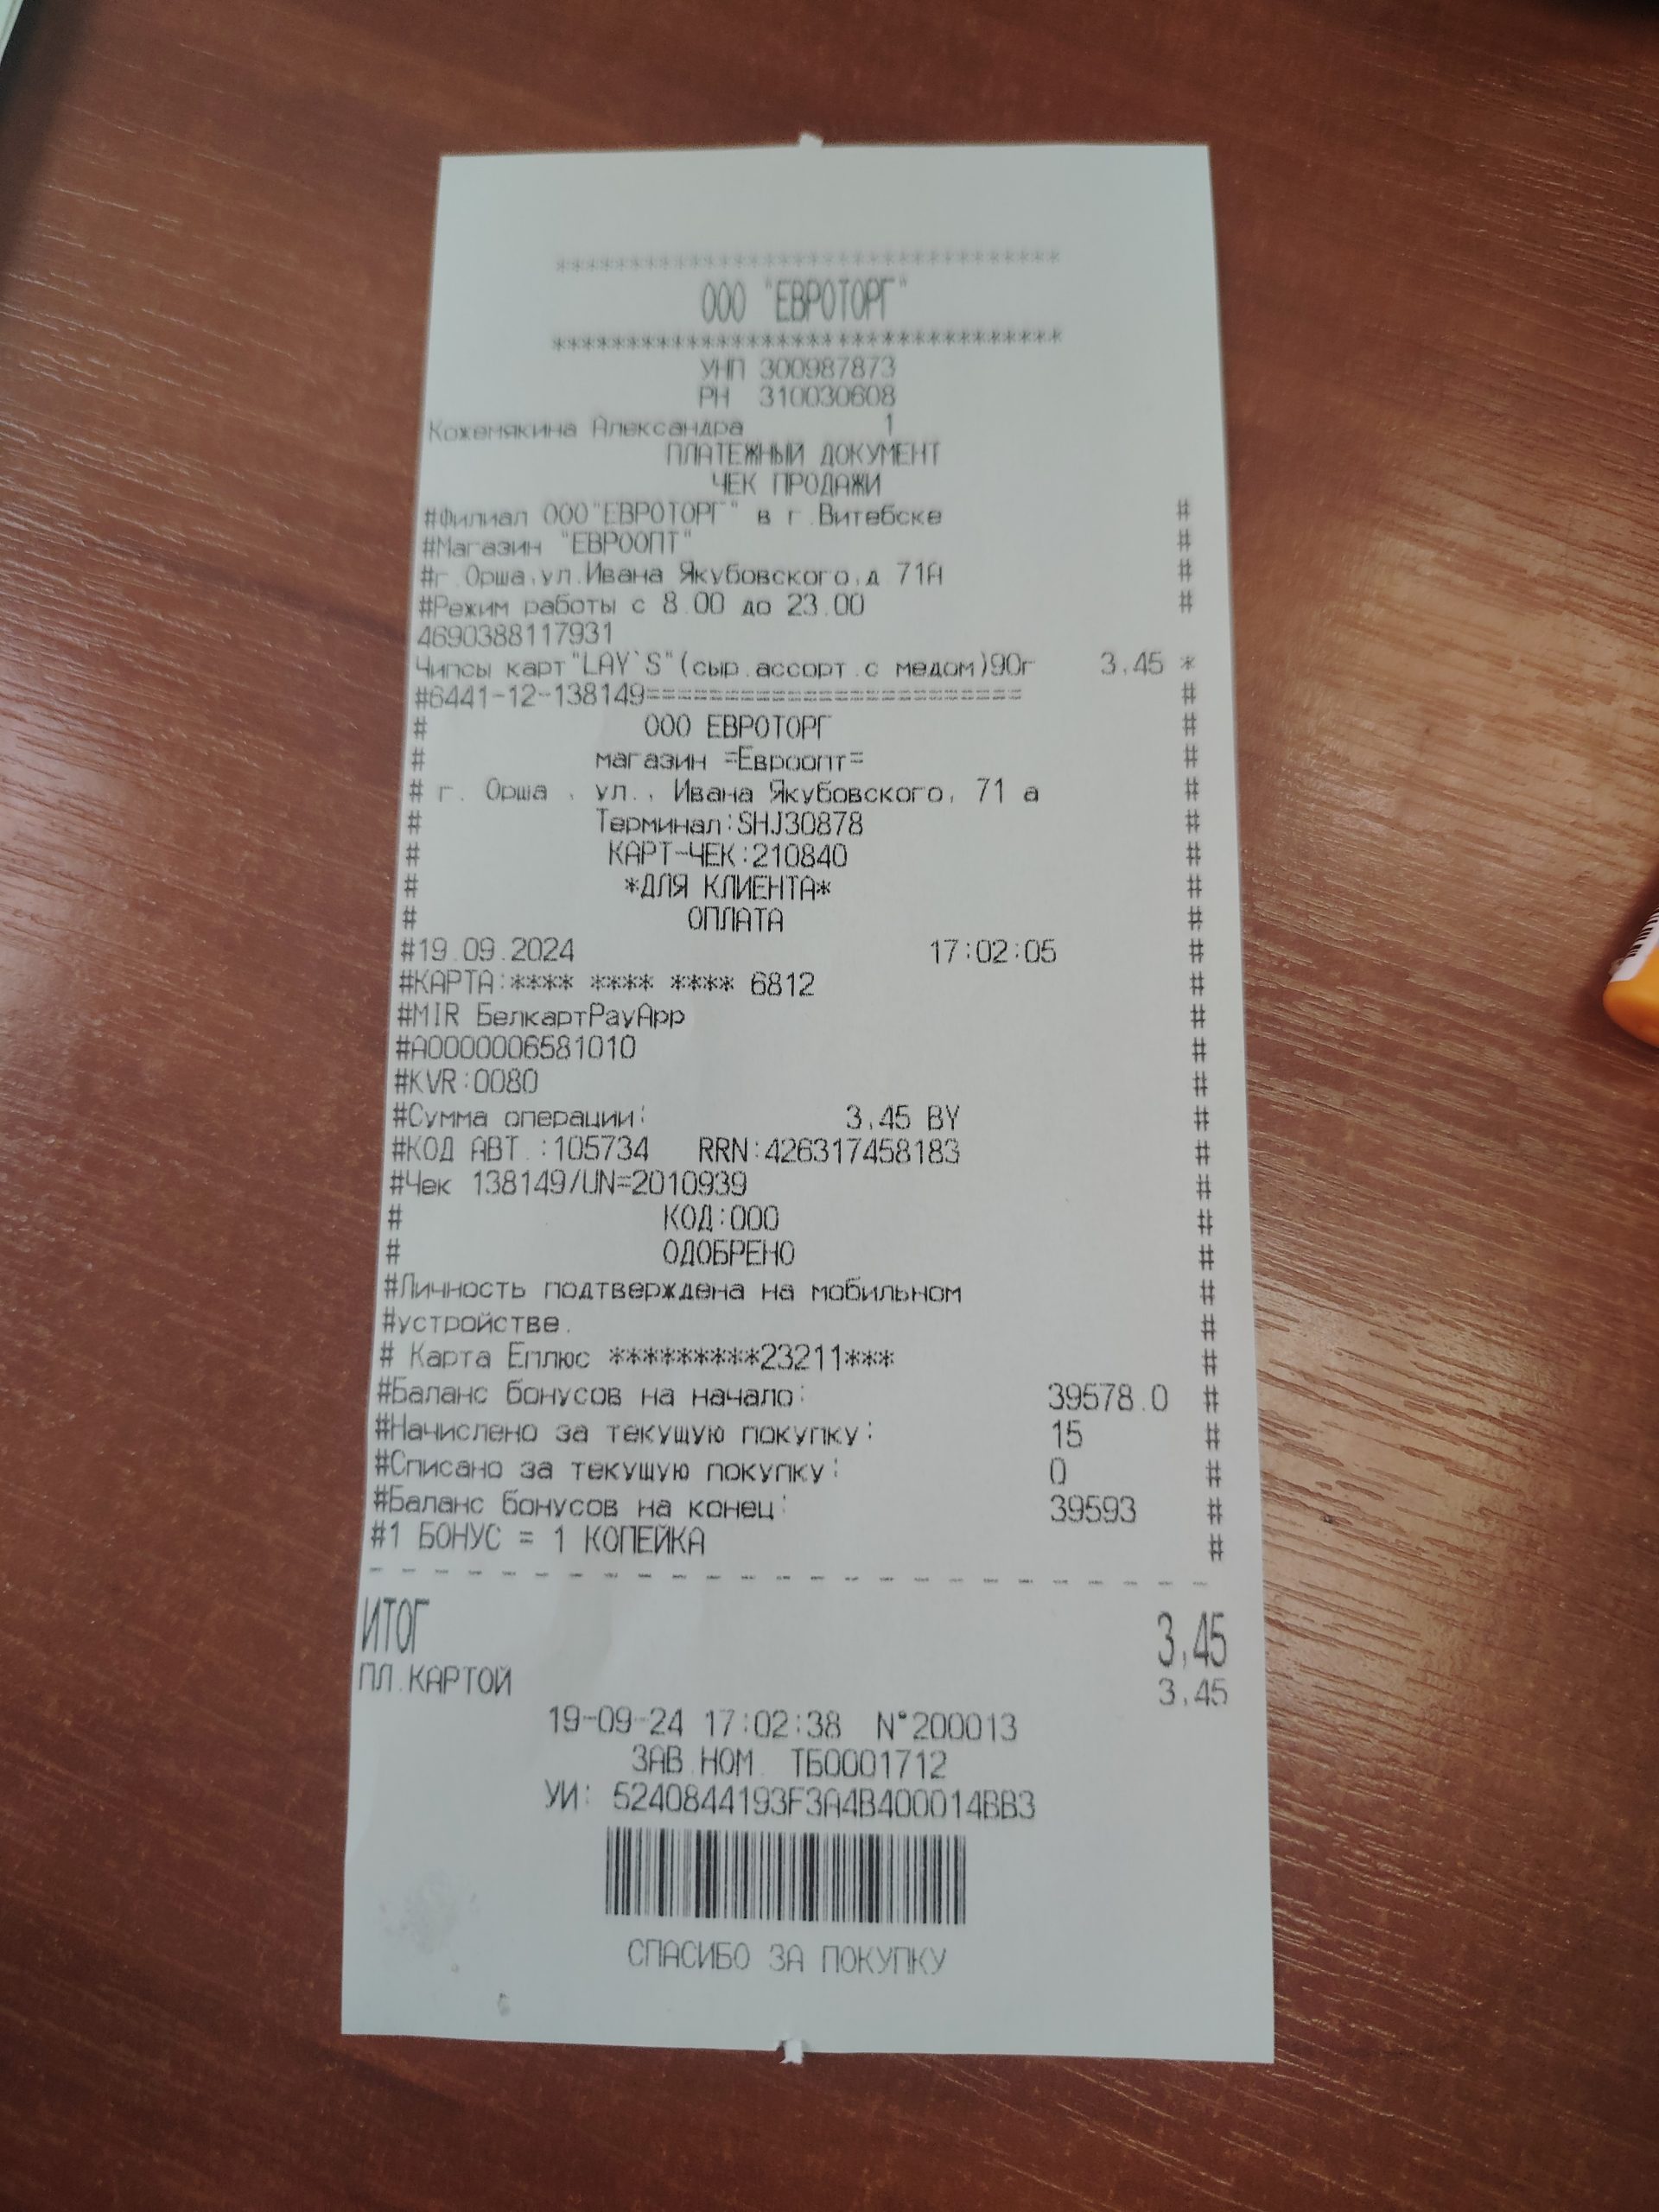 *********************************
ООО "ЕВРОТОРГ"
*********************************
УНП 300987873
РН 310030608
Кожемякина Александра 1
ПЛАТЕЖНЫЙ ДОКУМЕНТ
ЧЕК ПРОДАЖИ
#Филиал ООО"ЕВРОТОРГ" в г.Витебске #
#Магазин "ЕВРООПТ" #
#г.Орша,ул.Ивана Якубовского,д 71А #
#Режим работы с 8.00 до 23.00 #
4690388117931
Чипсы карт"LAY`S"(сыр.ассорт.с медом)90г 3,45 *
#6441-12-138149======================== #
# ООО ЕВРОТОРГ #
# магазин =Евроопт= #
# г. Орша , ул., Ивана Якубовского, 71 а #
# Терминал:SHJ30878 #
# КАРТ-ЧЕК:210840 #
# *ДЛЯ КЛИЕНТА* #
# ОПЛАТА #
#19.09.2024 17:02:05 #
#КАРТА:**** **** **** 6812 #
#MIR БелкартPayApp #
#A0000006581010 #
#KVR:0080 #
#Сумма операции: 3,45 BY #
#КОД АВТ.:105734 RRN:426317458183 #
#Чек 138149/UN=2010939 #
# КОД:000 #
# ОДОБРЕНО #
#Личность подтверждена на мобильном #
#устройстве. #
# Карта Еплюс *********23211*** #
#Баланс бонусов на начало: 39578.0 #
#Начислено за текущую покупку: 15 #
#Списано за текущую покупку: 0 #
#Баланс бонусов на конец: 39593 #
#1 БОНУС = 1 КОПЕЙКА #
ИТОГ 3,45
ПЛ.КАРТОЙ 3,45
19-09-24 17:02:38 N°200013
ЗАВ.НОМ. ТБ0001712
УИ: 5240844193F3A4B400014BB3
СПАСИБО ЗА ПОКУПКУ